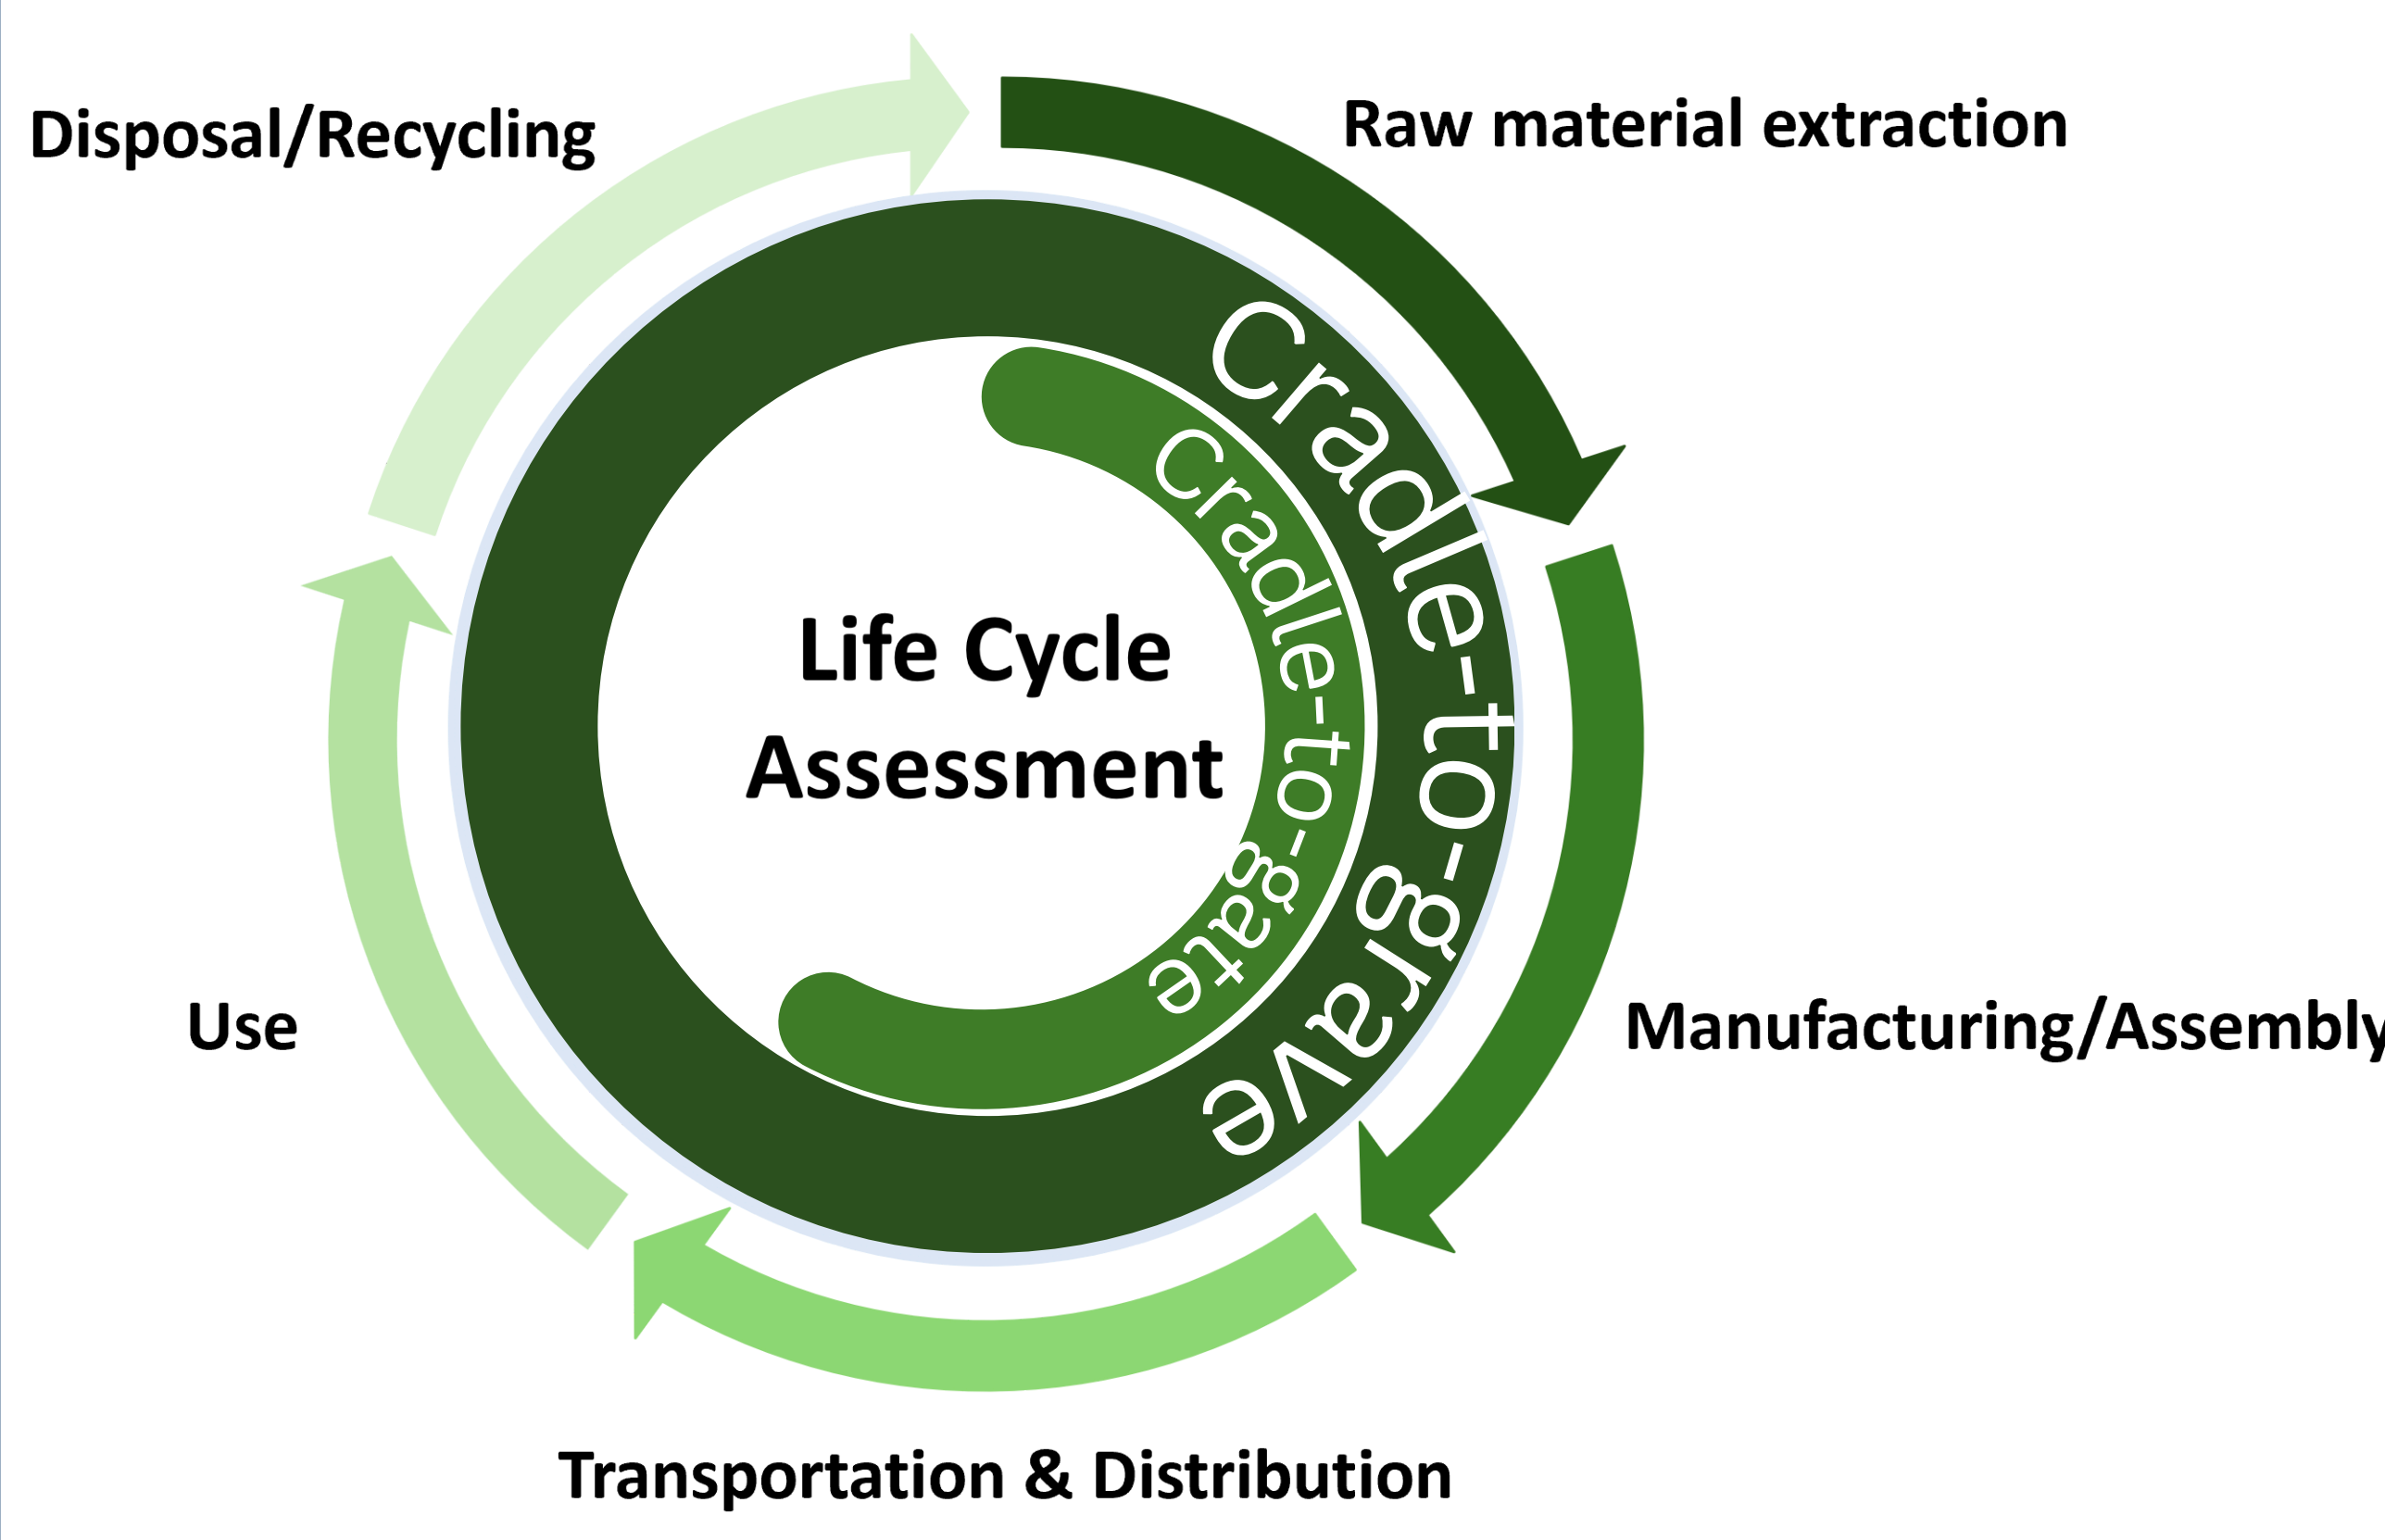 Disposal/Recycling
Raw material extraction
Cradle-to-grave
Cradle-to-gate
Life Cycle
Assessment
Use
Manufacturing/Assembly
Transportation & Distribution